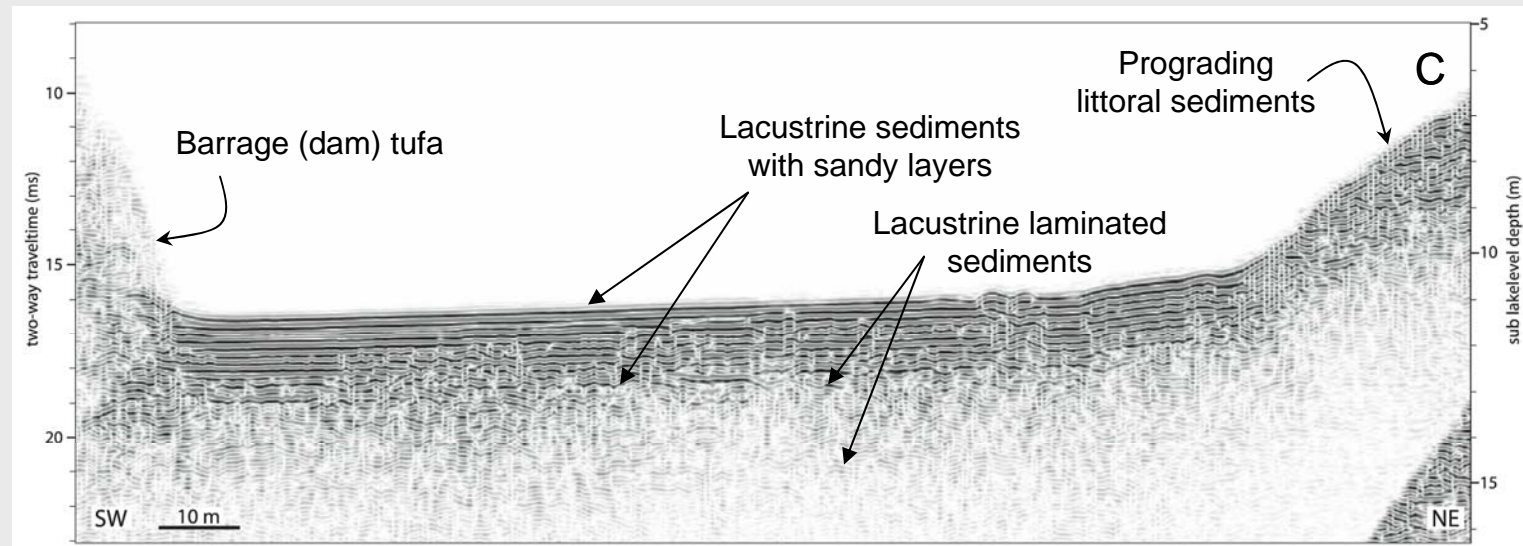 C
Prograding
littoral sediments
Barrage (dam) tufa
Lacustrine sediments
with sandy layers
Lacustrine laminated
sediments
two-way traveltime (ms)
10
15
20
sub lakelevel depth (m)
5
10
15
SW
10 m
NE